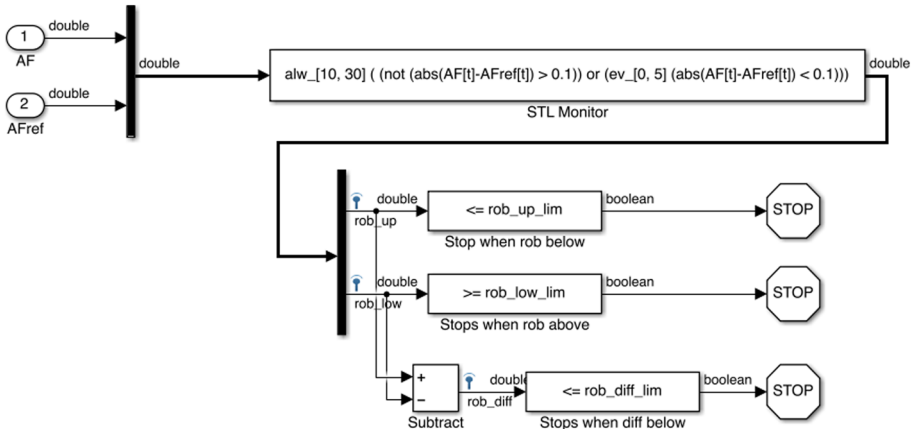 1
double
AF
double
2
double
AFref
alw_[10, 30] ( (not (abs(AF[t]-AFref[t]) > 0.1)) or (ev_[0, 5] (abs(AF[t]-AFref[t]) < 0.1)))
double
STL Monitor
double
rob_up
<= rob_up_lim
boolean
STOP
Stop when rob below
double
rob_low
>= rob_low_lim
boolean
STOP
Stops when rob above
+
−
Subtract
double
rob_diff
<= rob_diff_lim
boolean
STOP
Stops when diff below